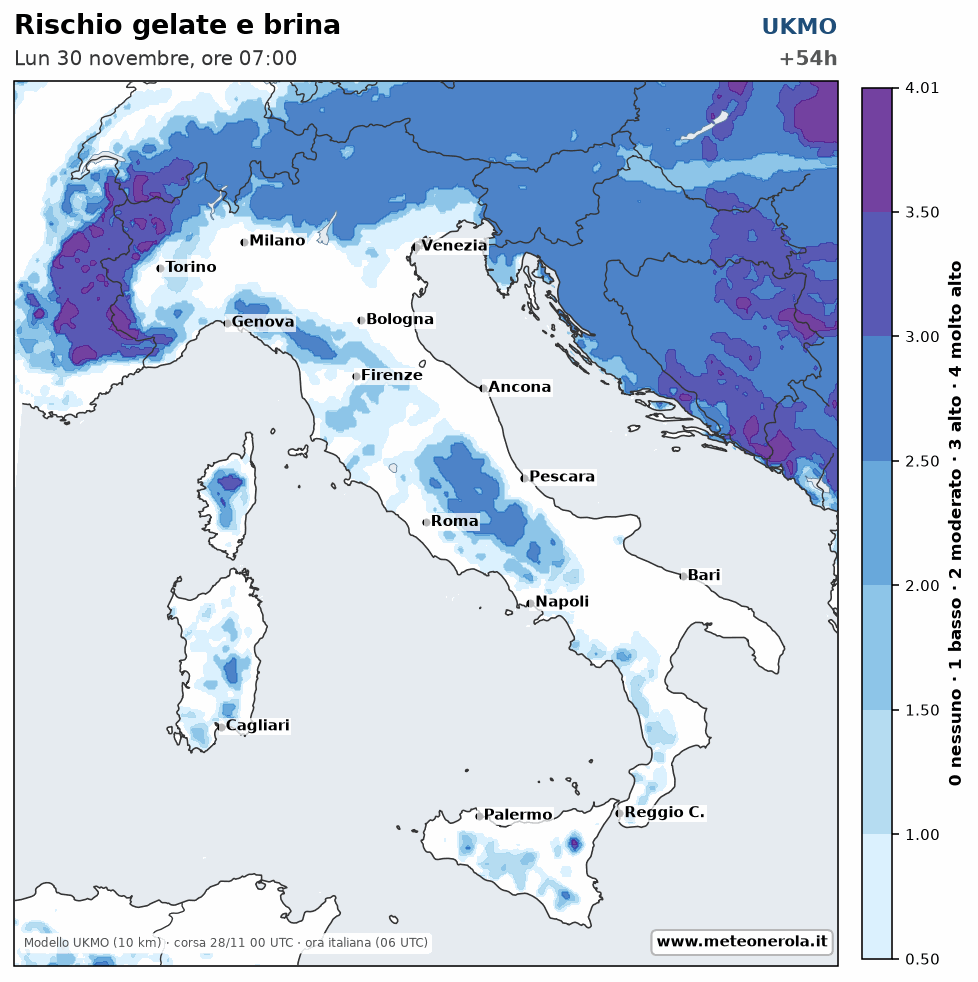 Rischio gelate e brina
UKMO
Lun 30 novembre, ore 07:00
+54h
4.01
3.50
3.00
2.50
2.00
1.50
1.00
0.50
0 nessuno · 1 basso · 2 moderato · 3 alto · 4 molto alto
Milano
Venezia
Torino
Genova
Bologna
Firenze
Ancona
Pescara
Roma
Bari
Napoli
Cagliari
Palermo
Reggio C.
Modello UKMO (10 km) · corsa 28/11 00 UTC · ora italiana (06 UTC)
www.meteonerola.it